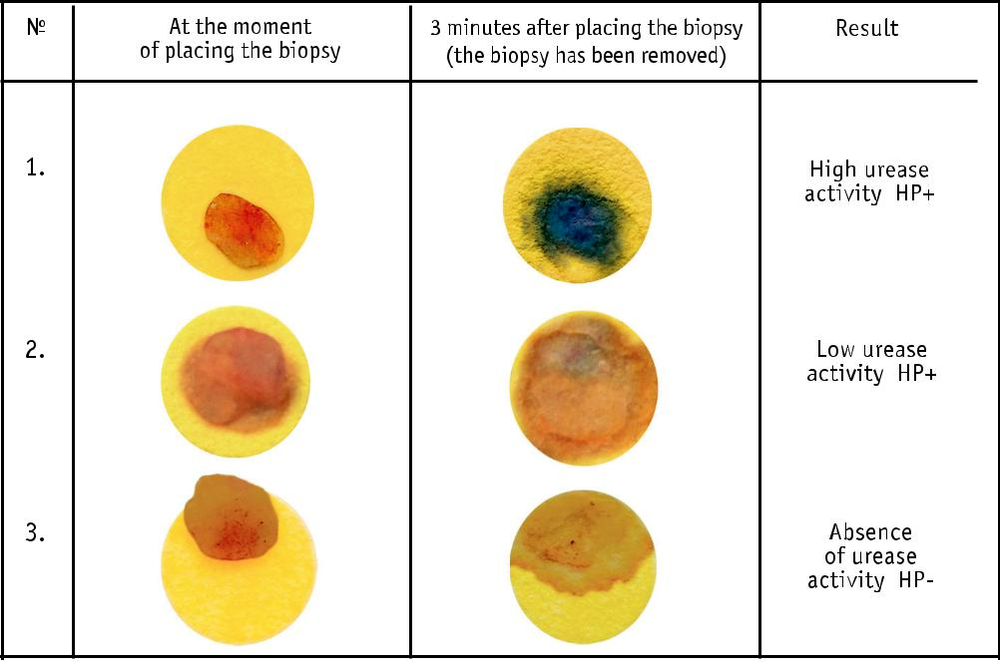 №
At the moment
of placing the biopsy
3 minutes after placing the biopsy
(the biopsy has been removed)
Result
1.
High urease
activity HP+
2.
Low urease
activity HP+
3.
Absence
of urease
activity HP-